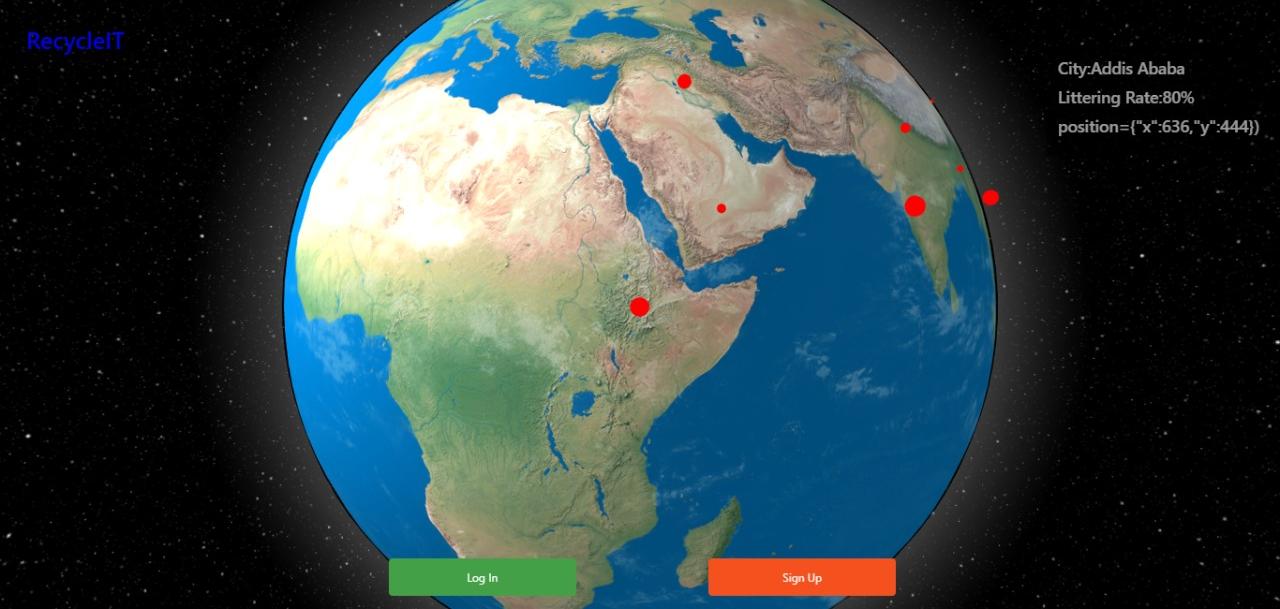 RecycleIT
City:Addis Ababa
Littering Rate:80%
position={"x":636,"y":444})
Log In
Sign Up